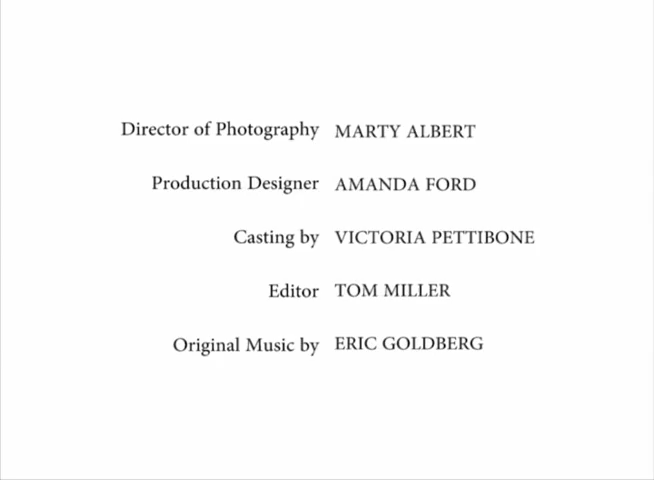 Director of Photography MARTY ALBERT
Production Designer AMANDA FORD
Casting by VICTORIA PETTIBONE
Editor TOM MILLER
Original Music by ERIC GOLDBERG